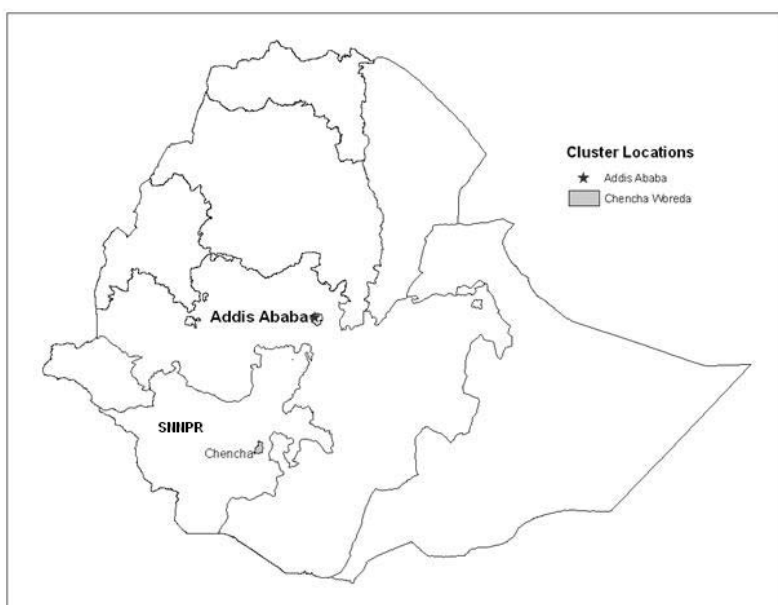 Cluster Locations
Addis Ababa
Chencha Woreda
Addis Ababa
SNNPR
Chencha